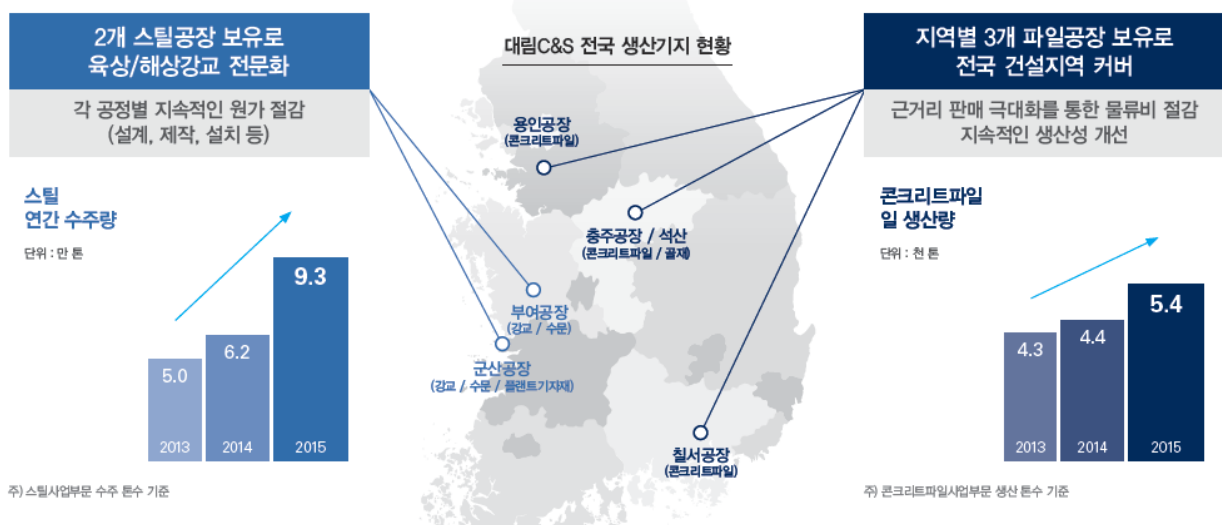 2개 스틸공장 보유로
육상/해상강교 전문화
각 공정별 지속적인 원가 절감
(설계, 제작, 설치 등)
스틸
연간 수주량
단위 : 만 톤
5.0
6.2
9.3
2013
2014
2015
주) 스틸사업부문 수주 톤수 기준
대림C&S 전국 생산기지 현황
용인공장
(콘크리트파일)
충주공장 / 석산
(콘크리트파일 / 골재)
부여공장
(강교 / 수문)
군산공장
(강교 / 수문 / 플랜트기자재)
칠서공장
(콘크리트파일)
지역별 3개 파일공장 보유로
전국 건설지역 커버
근거리 판매 극대화를 통한 물류비 절감
지속적인 생산성 개선
콘크리트파일
일 생산량
단위 : 천 톤
4.3
4.4
5.4
2013
2014
2015
주) 콘크리트파일사업부문 생산 톤수 기준